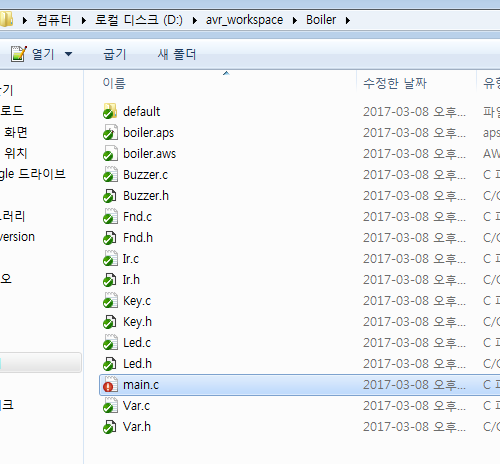 컴퓨터 ▸ 로컬 디스크 (D:) ▸ avr_workspace ▸ Boiler ▸
열기 굽기 새 폴더
이름 수정한 날짜 유형
default 2017-03-08 오후... 파일
boiler.aps 2017-03-08 오후... aps
boiler.aws 2017-03-08 오후... AW
Buzzer.c 2017-03-08 오후... C
Buzzer.h 2017-03-08 오후... C/C
Fnd.c 2017-03-08 오후... C
Fnd.h 2017-03-08 오후... C/C
Ir.c 2017-03-08 오후... C
Ir.h 2017-03-08 오후... C/C
Key.c 2017-03-08 오후... C
Key.h 2017-03-08 오후... C/C
Led.c 2017-03-08 오후... C
Led.h 2017-03-08 오후... C/C
main.c 2017-03-08 오후... C
Var.c 2017-03-08 오후... C
Var.h 2017-03-08 오후... C/C
로드
화면
위치
gle 드라이브
러리
version
오
크